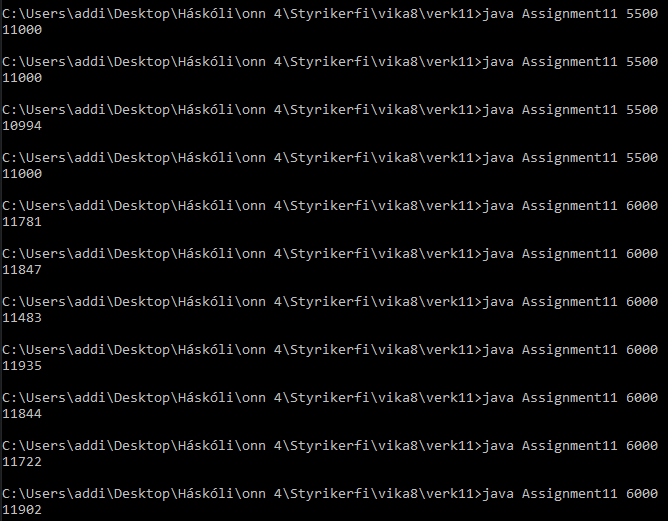 C:\Users\addi\Desktop\Háskóli\onn 4\Styrikerfi\vika8\verk11>java Assignment11 5500
11000
C:\Users\addi\Desktop\Háskóli\onn 4\Styrikerfi\vika8\verk11>java Assignment11 5500
11000
C:\Users\addi\Desktop\Háskóli\onn 4\Styrikerfi\vika8\verk11>java Assignment11 5500
10994
C:\Users\addi\Desktop\Háskóli\onn 4\Styrikerfi\vika8\verk11>java Assignment11 5500
11000
C:\Users\addi\Desktop\Háskóli\onn 4\Styrikerfi\vika8\verk11>java Assignment11 6000
11781
C:\Users\addi\Desktop\Háskóli\onn 4\Styrikerfi\vika8\verk11>java Assignment11 6000
11847
C:\Users\addi\Desktop\Háskóli\onn 4\Styrikerfi\vika8\verk11>java Assignment11 6000
11483
C:\Users\addi\Desktop\Háskóli\onn 4\Styrikerfi\vika8\verk11>java Assignment11 6000
11935
C:\Users\addi\Desktop\Háskóli\onn 4\Styrikerfi\vika8\verk11>java Assignment11 6000
11844
C:\Users\addi\Desktop\Háskóli\onn 4\Styrikerfi\vika8\verk11>java Assignment11 6000
11722
C:\Users\addi\Desktop\Háskóli\onn 4\Styrikerfi\vika8\verk11>java Assignment11 6000
11902